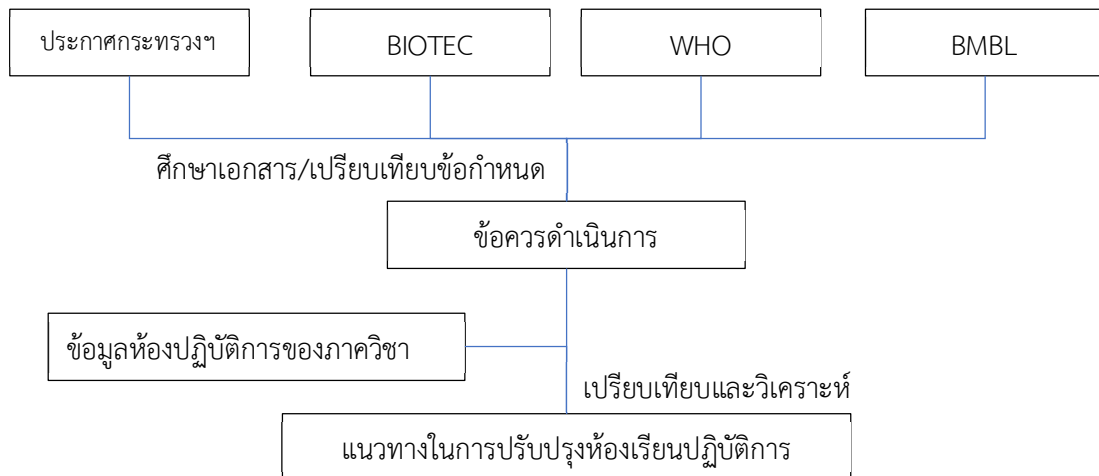 ประกาศกระทรวงฯ
BIOTEC
WHO
BMBL
ศึกษาเอกสาร/เปรียบเทียบข้อกำหนด
ข้อควรดำเนินการ
ข้อมูลห้องปฏิบัติการของภาควิชา
เปรียบเทียบและวิเคราะห์
แนวทางในการปรับปรุงห้องเรียนปฏิบัติการ